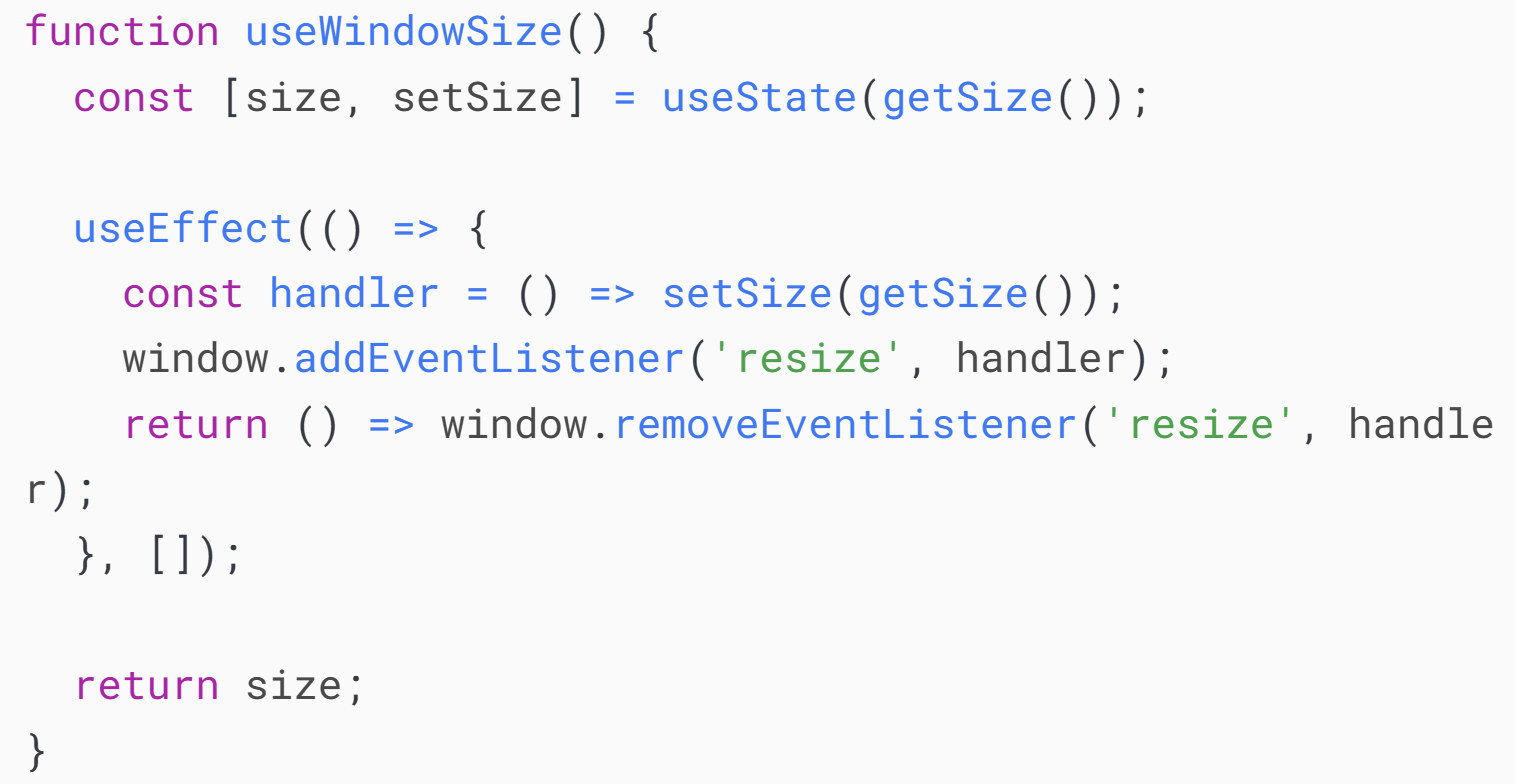 function useWindowSize() {
  const [size, setSize] = useState(getSize());

  useEffect(() => {
    const handler = () => setSize(getSize());
    window.addEventListener('resize', handler);
    return () => window.removeEventListener('resize', handle
r);
  }, []);

  return size;
}